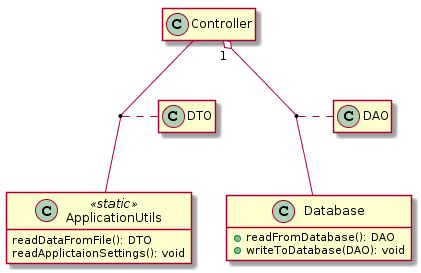 C Controller
1
C DTO
C DAO
C «static»
ApplicationUtils
readDataFromFile(): DTO
readApplictaionSettings(): void
C Database
readFromDatabase(): DAO
writeToDatabase(DAO): void